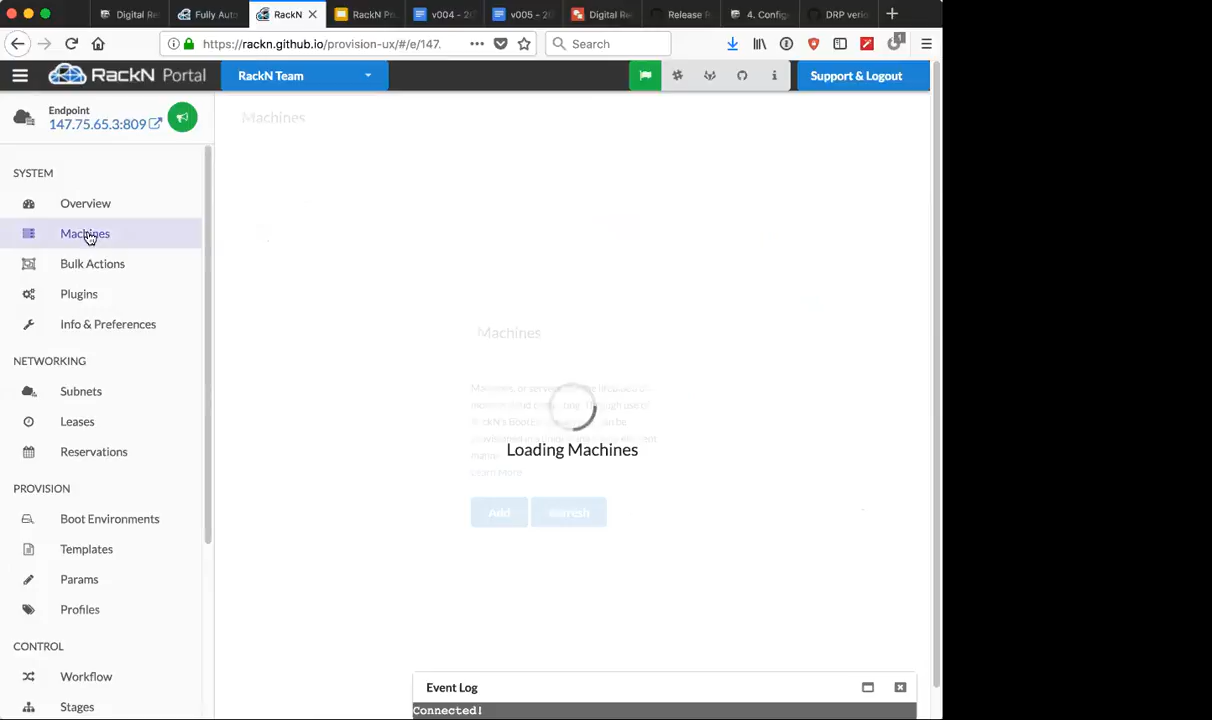 Digital Re
Fully Auto
RackN
RackN Po
v004 - 20
v005 - 20
Digital Re
Release P
4. Config
DRP versi
https://rackn.github.io/provision-ux/#/e/147.
Search
RackN Portal
RackN Team
Support & Logout
Endpoint
147.75.65.3:809
Machines
SYSTEM
Overview
Machines
Bulk Actions
Plugins
Info & Preferences
NETWORKING
Subnets
Leases
Reservations
PROVISION
Boot Environments
Templates
Params
Profiles
CONTROL
Workflow
Stages
Machines
Loading Machines
Learn More
Add
Refresh
Event Log
Connected!